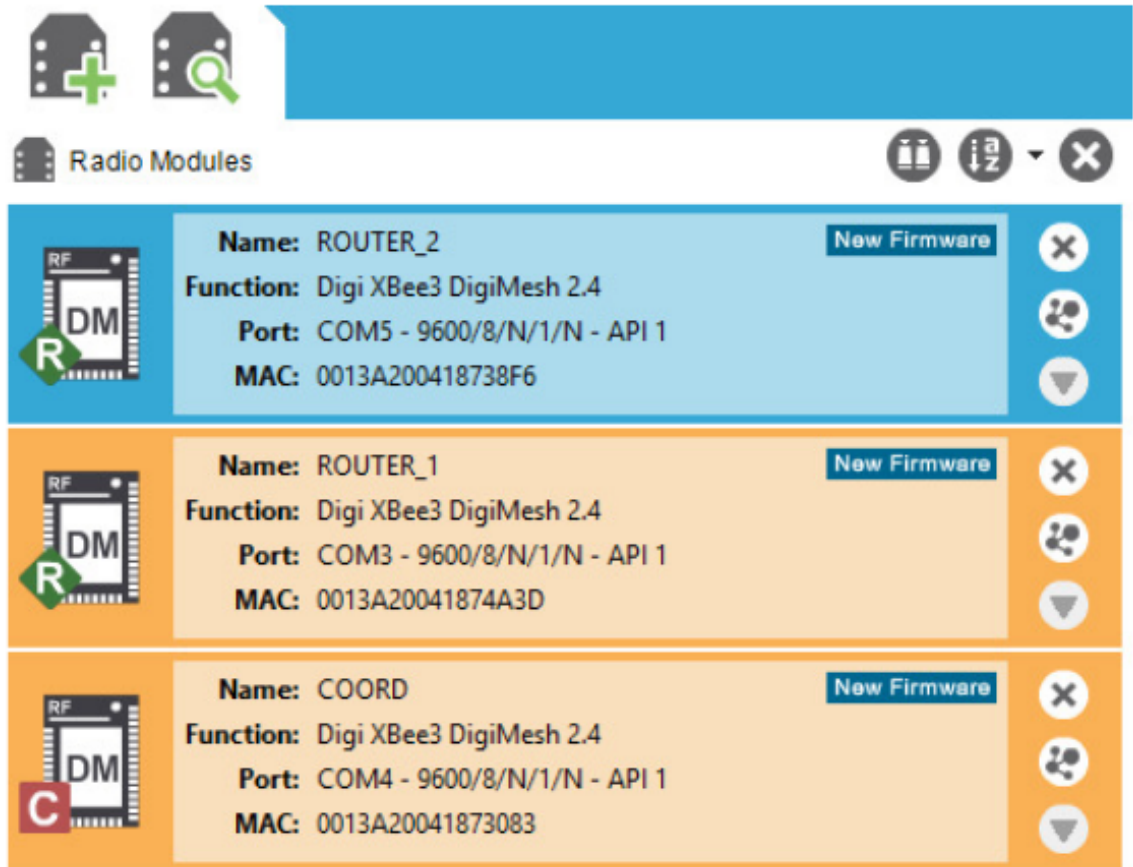 Radio Modules
Name: ROUTER_2 New Firmware
RF
Function: Digi XBee3 DigiMesh 2.4
DM
Port: COM5 - 9600/8/N/1/N - API 1
R
MAC: 0013A200418738F6
Name: ROUTER_1 New Firmware
RF
Function: Digi XBee3 DigiMesh 2.4
DM
Port: COM3 - 9600/8/N/1/N - API 1
R
MAC: 0013A20041874A3D
Name: COORD New Firmware
RF
Function: Digi XBee3 DigiMesh 2.4
DM
Port: COM4 - 9600/8/N/1/N - API 1
C
MAC: 0013A20041873083